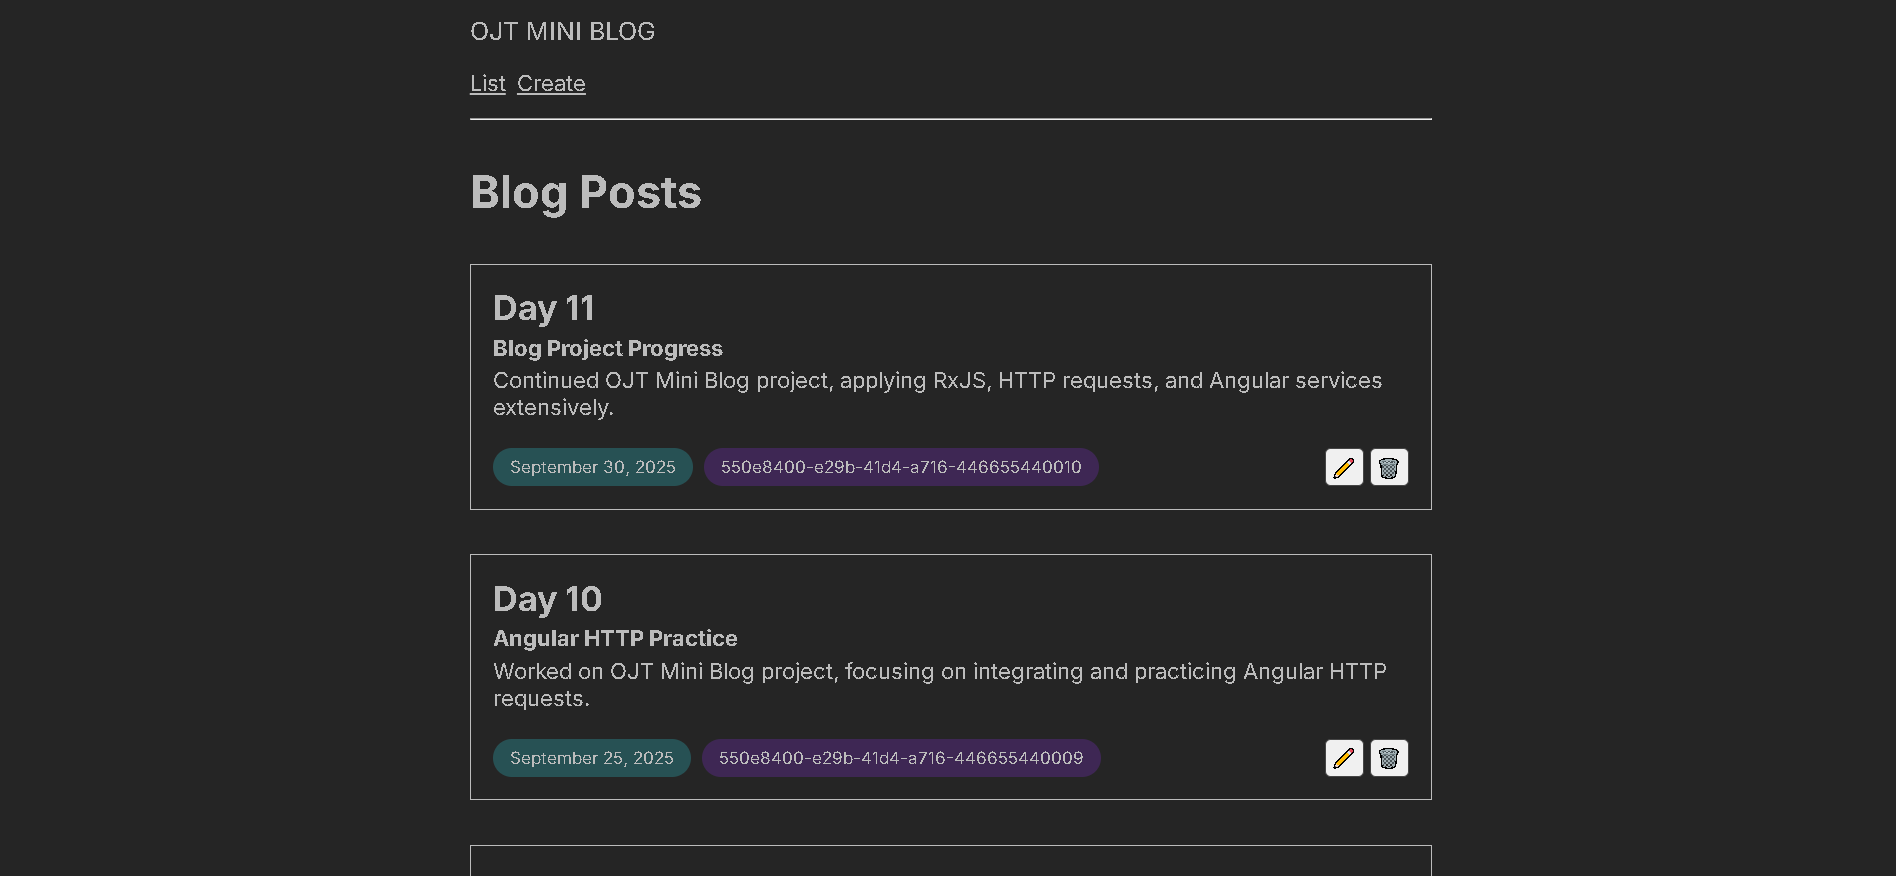 OJT MINI BLOG
List Create
Blog Posts
Day 11
Blog Project Progress
Continued OJT Mini Blog project, applying RxJS, HTTP requests, and Angular services
extensively.
September 30, 2025 550e8400-e29b-41d4-a716-446655440010
Day 10
Angular HTTP Practice
Worked on OJT Mini Blog project, focusing on integrating and practicing Angular HTTP
requests.
September 25, 2025 550e8400-e29b-41d4-a716-446655440009